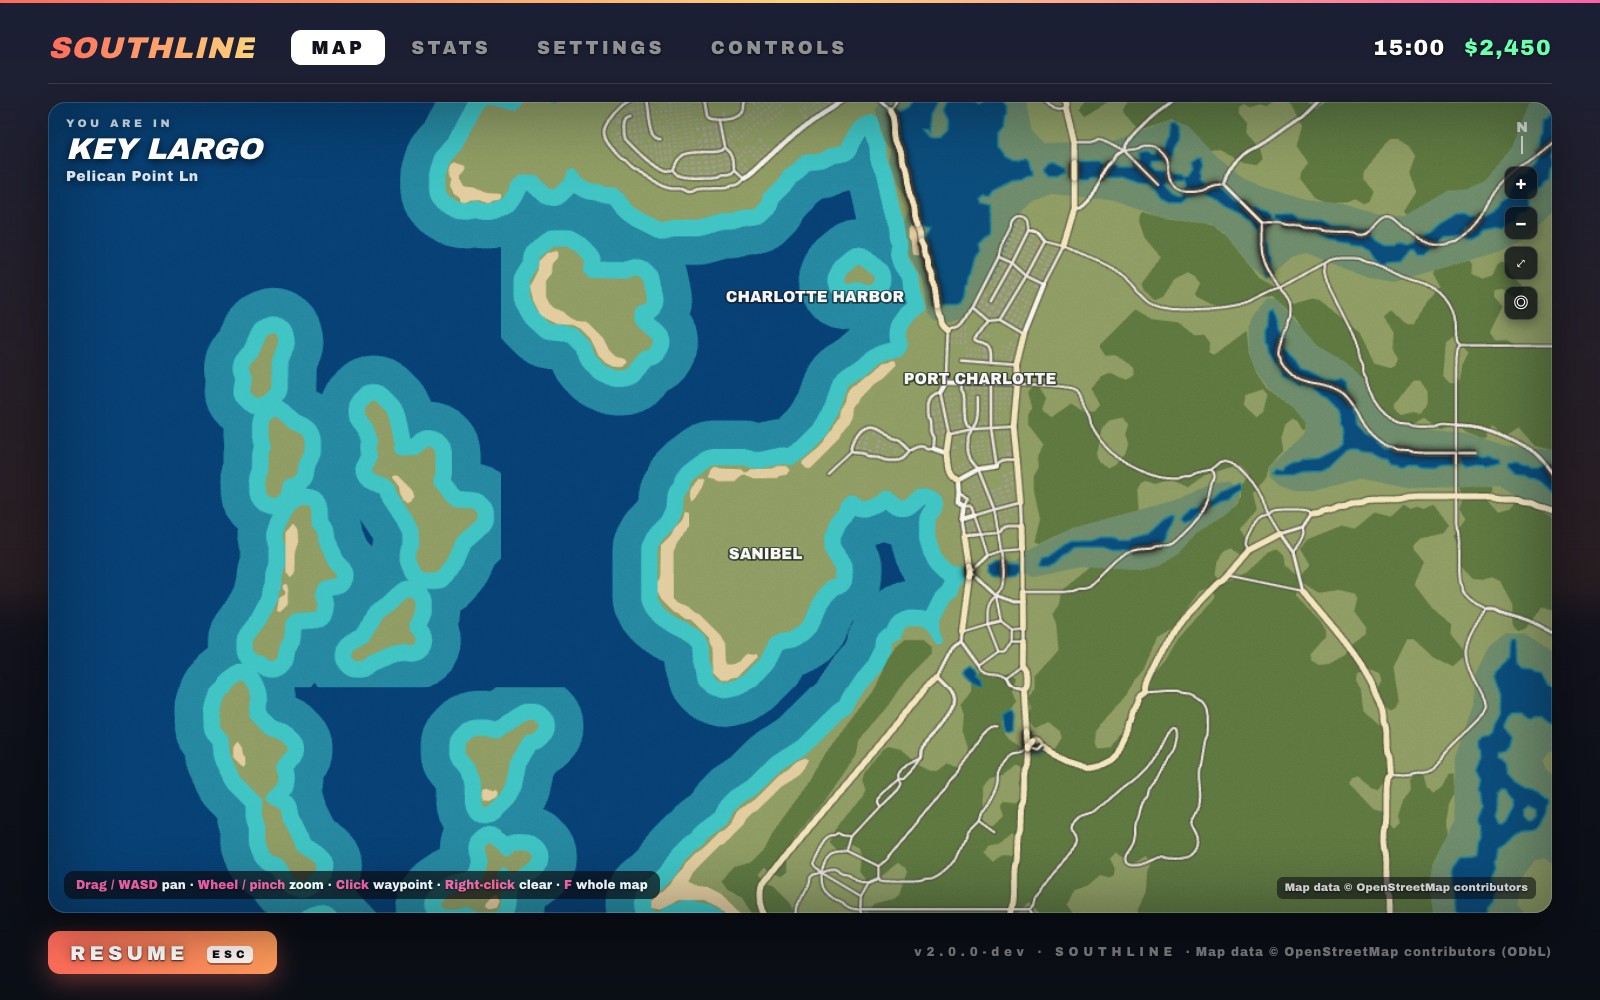 SOUTHLINE MAP STATS SETTINGS CONTROLS 15:00 $2,450
YOU ARE IN
KEY LARGO
Pelican Point Ln
N
+
−
CHARLOTTE HARBOR
PORT CHARLOTTE
SANIBEL
Drag / WASD pan · Wheel / pinch zoom · Click waypoint · Right-click clear · F whole map
Map data © OpenStreetMap contributors
RESUME ESC
v2.0.0-dev · SOUTHLINE · Map data © OpenStreetMap contributors (ODbL)